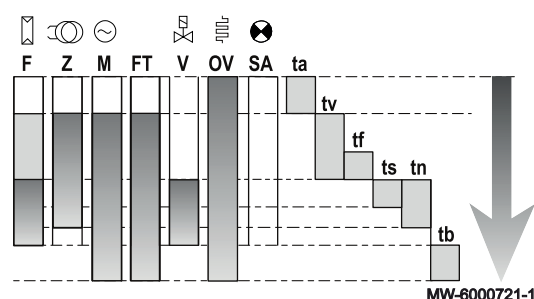 F Z M FT V OV SA ta
tv
tf
ts tn
tb
MW-6000721-1